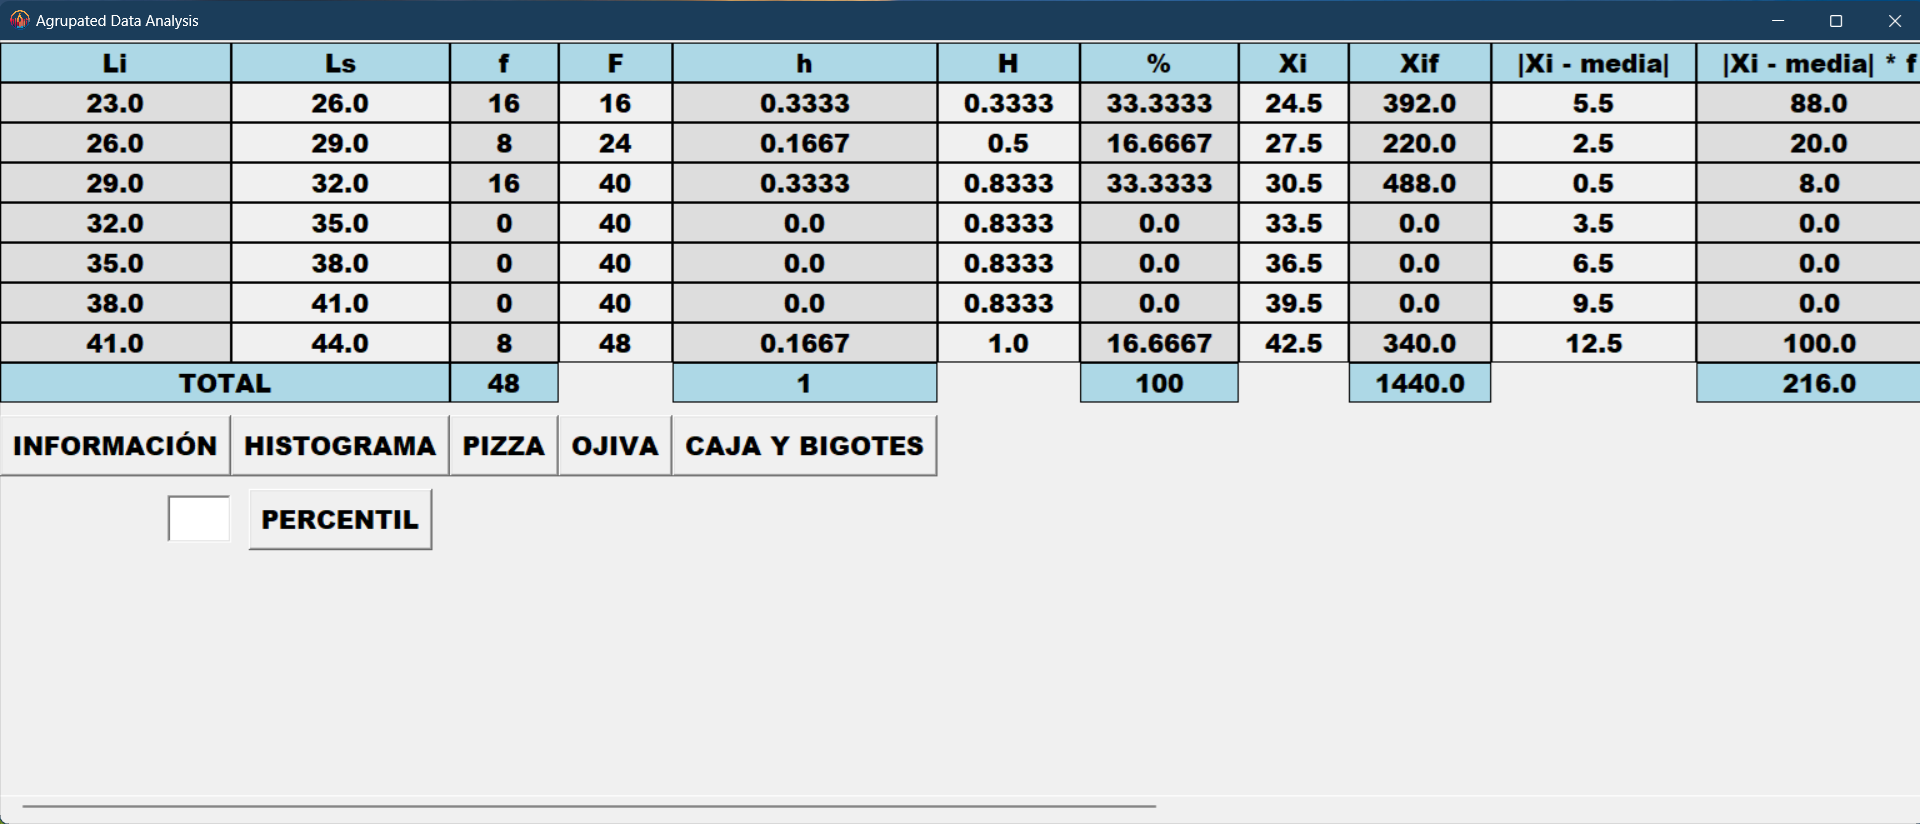 Agrupated Data Analysis
Li Ls f F h H % Xi Xif |Xi - media| |Xi - media| * f
23.0 26.0 16 16 0.3333 0.3333 33.3333 24.5 392.0 5.5 88.0
26.0 29.0 8 24 0.1667 0.5 16.6667 27.5 220.0 2.5 20.0
29.0 32.0 16 40 0.3333 0.8333 33.3333 30.5 488.0 0.5 8.0
32.0 35.0 0 40 0.0 0.8333 0.0 33.5 0.0 3.5 0.0
35.0 38.0 0 40 0.0 0.8333 0.0 36.5 0.0 6.5 0.0
38.0 41.0 0 40 0.0 0.8333 0.0 39.5 0.0 9.5 0.0
41.0 44.0 8 48 0.1667 1.0 16.6667 42.5 340.0 12.5 100.0
TOTAL 48 1 100 1440.0 216.0
INFORMACIÓN HISTOGRAMA PIZZA OJIVA CAJA Y BIGOTES
PERCENTIL